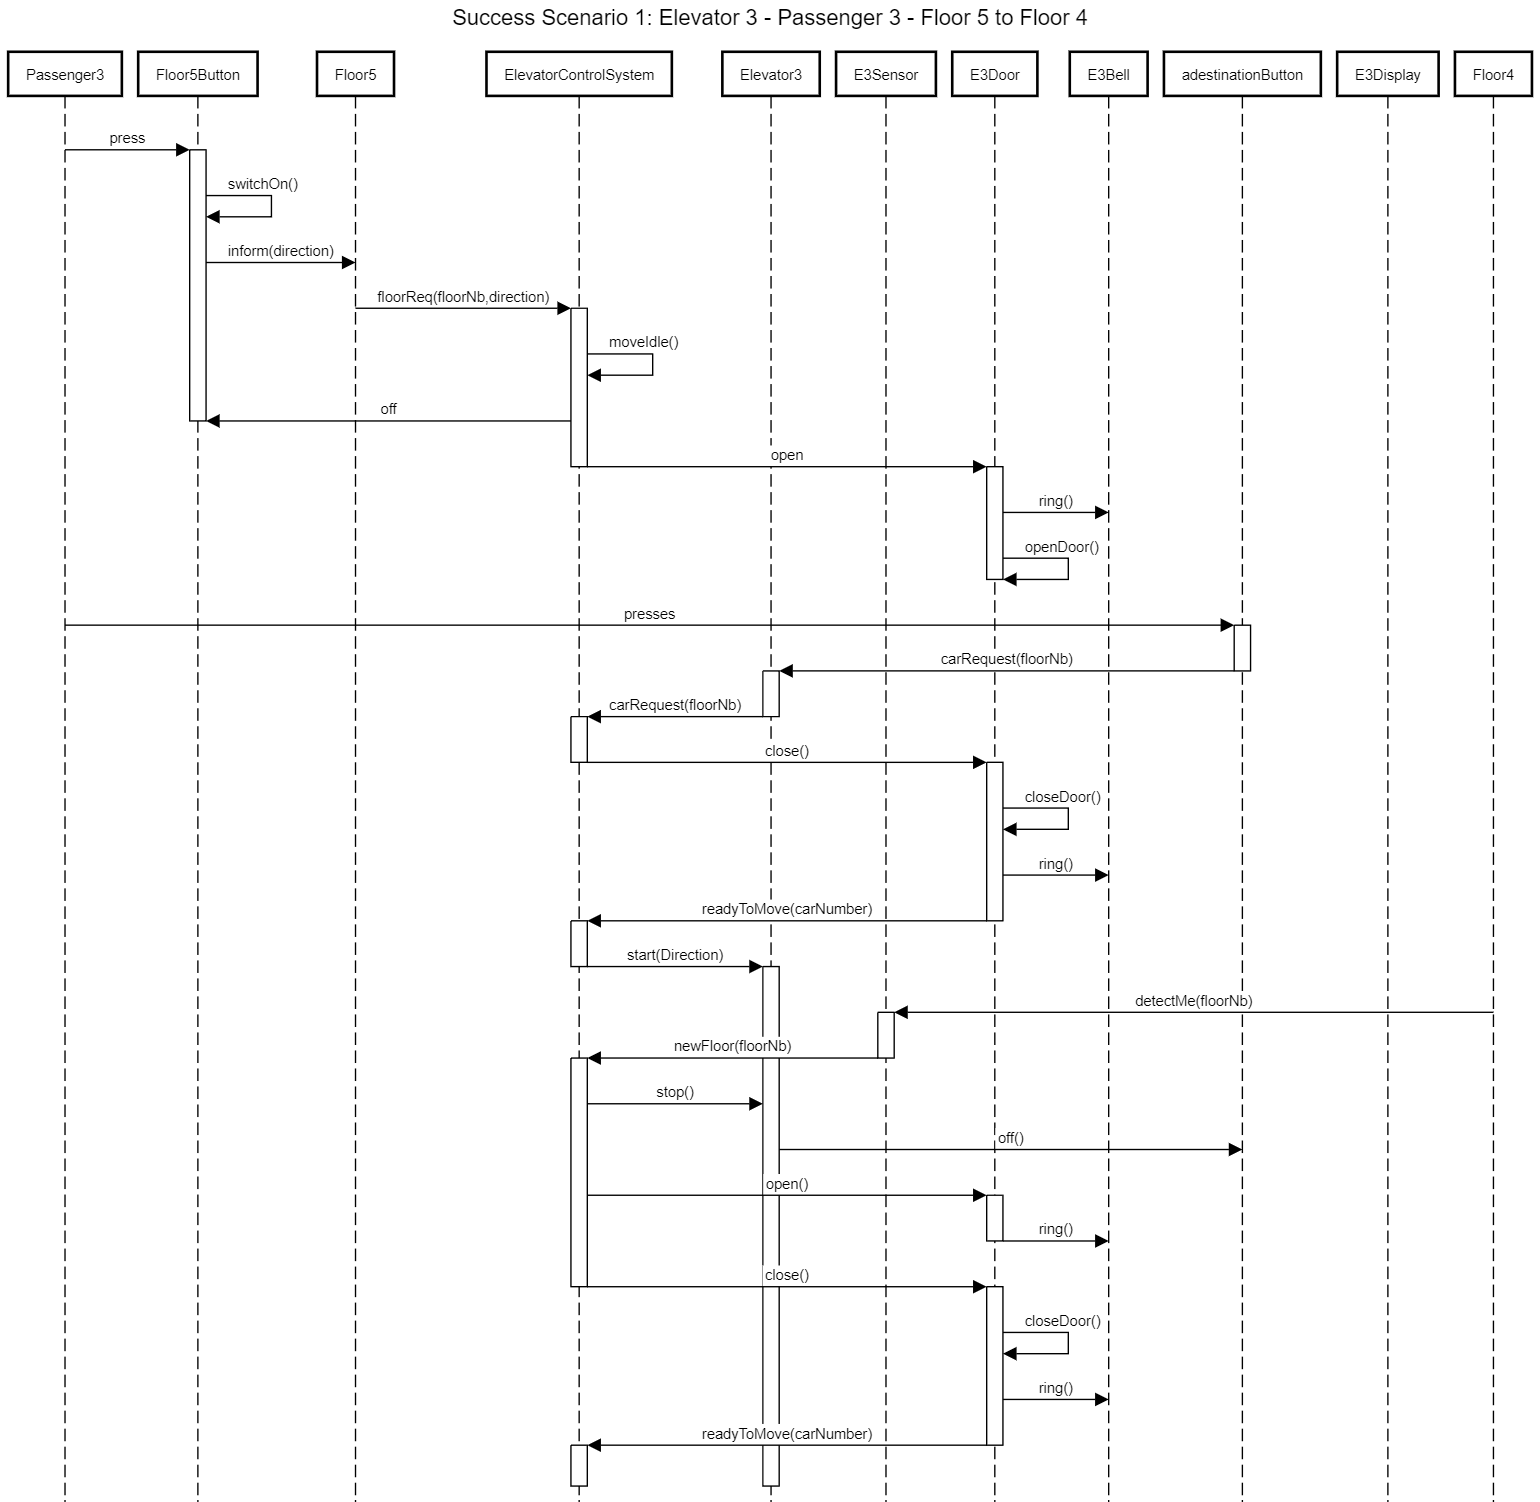 Success Scenario 1: Elevator 3 - Passenger 3 - Floor 5 to Floor 4
Passenger3
Floor5Button
Floor5
ElevatorControlSystem
Elevator3
E3Sensor
E3Door
E3Bell
adestinationButton
E3Display
Floor4
press
switchOn()
inform(direction)
floorReq(floorNb,direction)
moveIdle()
off
open
ring()
openDoor()
presses
carRequest(floorNb)
carRequest(floorNb)
close()
closeDoor()
ring()
readyToMove(carNumber)
start(Direction)
detectMe(floorNb)
newFloor(floorNb)
stop()
off()
open()
ring()
close()
closeDoor()
ring()
readyToMove(carNumber)